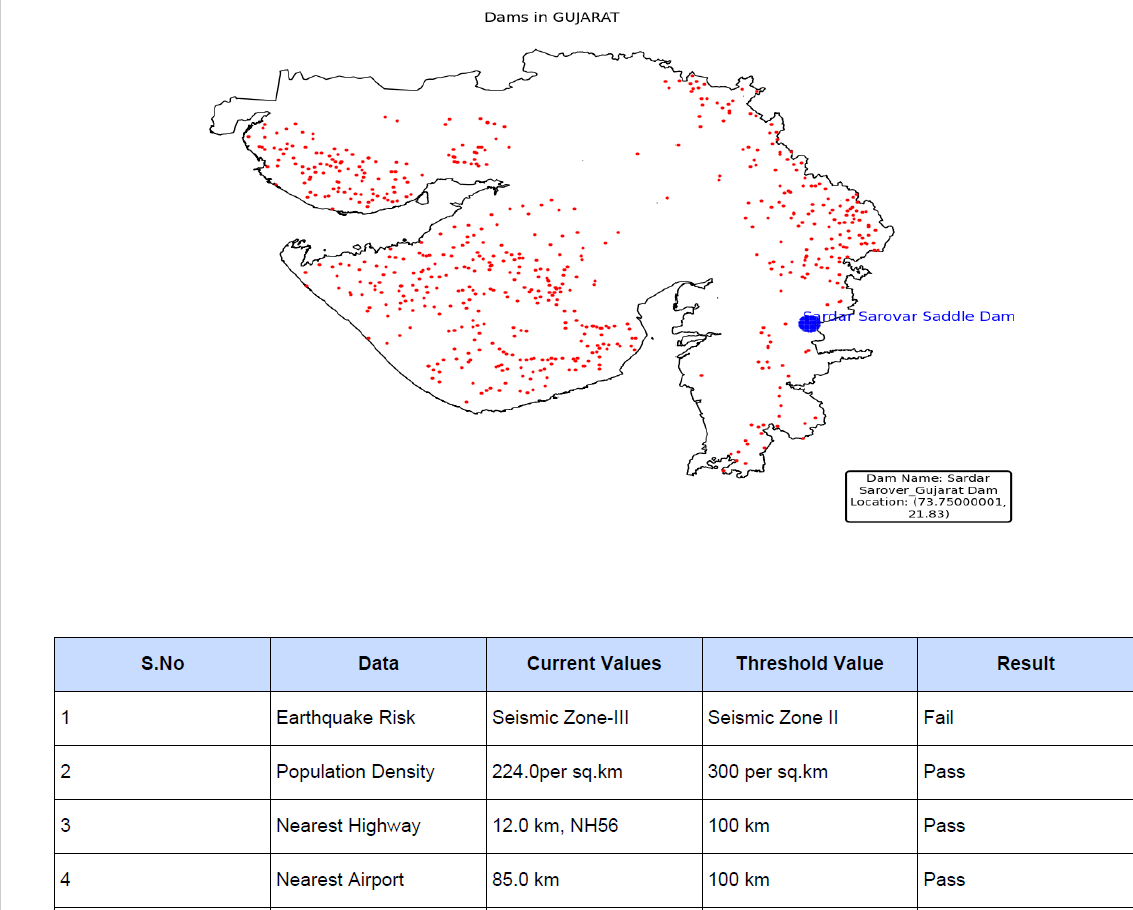 Dams in GUJARAT
Sardar Sarovar Saddle Dam
Dam Name: Sardar
Sarover_Gujarat Dam
Location: (73.75000001,
21.83)
S.No Data Current Values Threshold Value Result
1 Earthquake Risk Seismic Zone-III Seismic Zone II Fail
2 Population Density 224.0per sq.km 300 per sq.km Pass
3 Nearest Highway 12.0 km, NH56 100 km Pass
4 Nearest Airport 85.0 km 100 km Pass